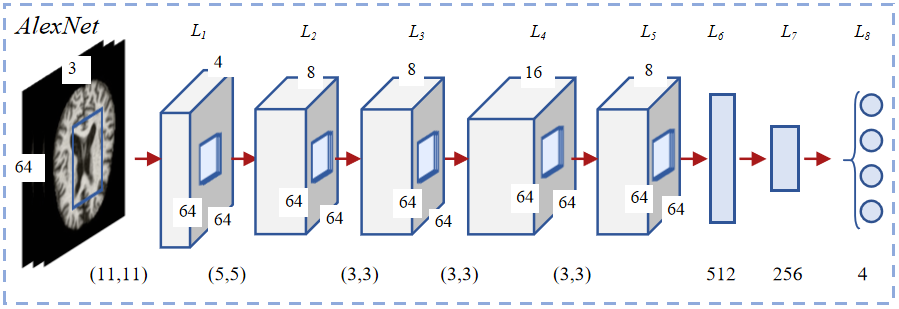 AlexNet
L1 L2 L3 L4 L5 L6 L7 L8
3 4 8 8 16 8
64
64 64 64 64 64 64 64 64 64 64
(11,11) (5,5) (3,3) (3,3) (3,3) 512 256 4